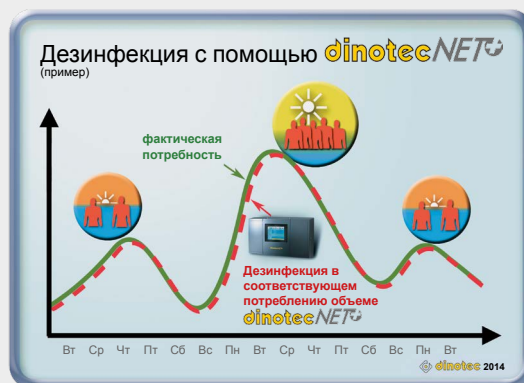 Дезинфекция с помощью dinotecNET
(пример)
фактическая
потребность
Дезинфекция в
соответствующем
потреблению объеме
dinotecNET
Вт Ср Чт Пт Сб Вс Пн Вт Ср Чт Пт Сб Вс Пн Вт
© dinotec 2014